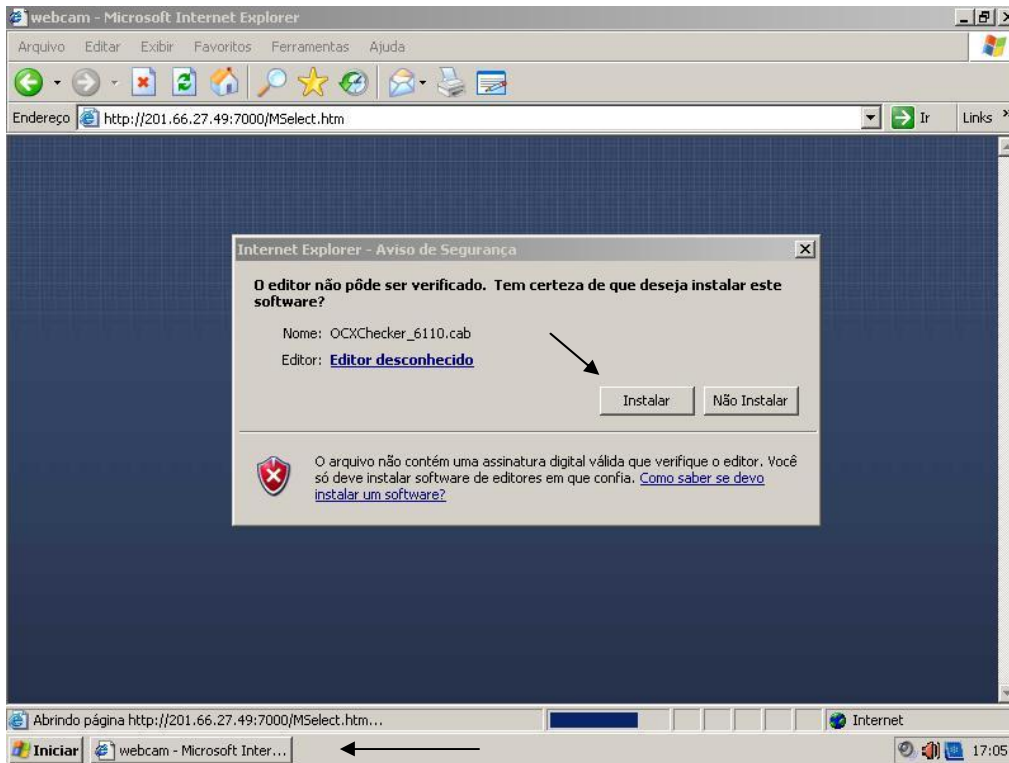 webcam - Microsoft Internet Explorer
Arquivo Editar Exibir Favoritos Ferramentas Ajuda
Endereço http://201.66.27.49:7000/MSelect.htm Ir Links
Internet Explorer - Aviso de Segurança
O editor não pôde ser verificado. Tem certeza de que deseja instalar este
software?
Nome: OCXChecker_6110.cab
Editor: Editor desconhecido
Instalar Não Instalar
O arquivo não contém uma assinatura digital válida que verifique o editor. Você
só deve instalar software de editores em que confia. Como saber se devo
instalar um software?
Abrindo página http://201.66.27.49:7000/MSelect.htm... Internet
Iniciar webcam - Microsoft Inter... 17:05